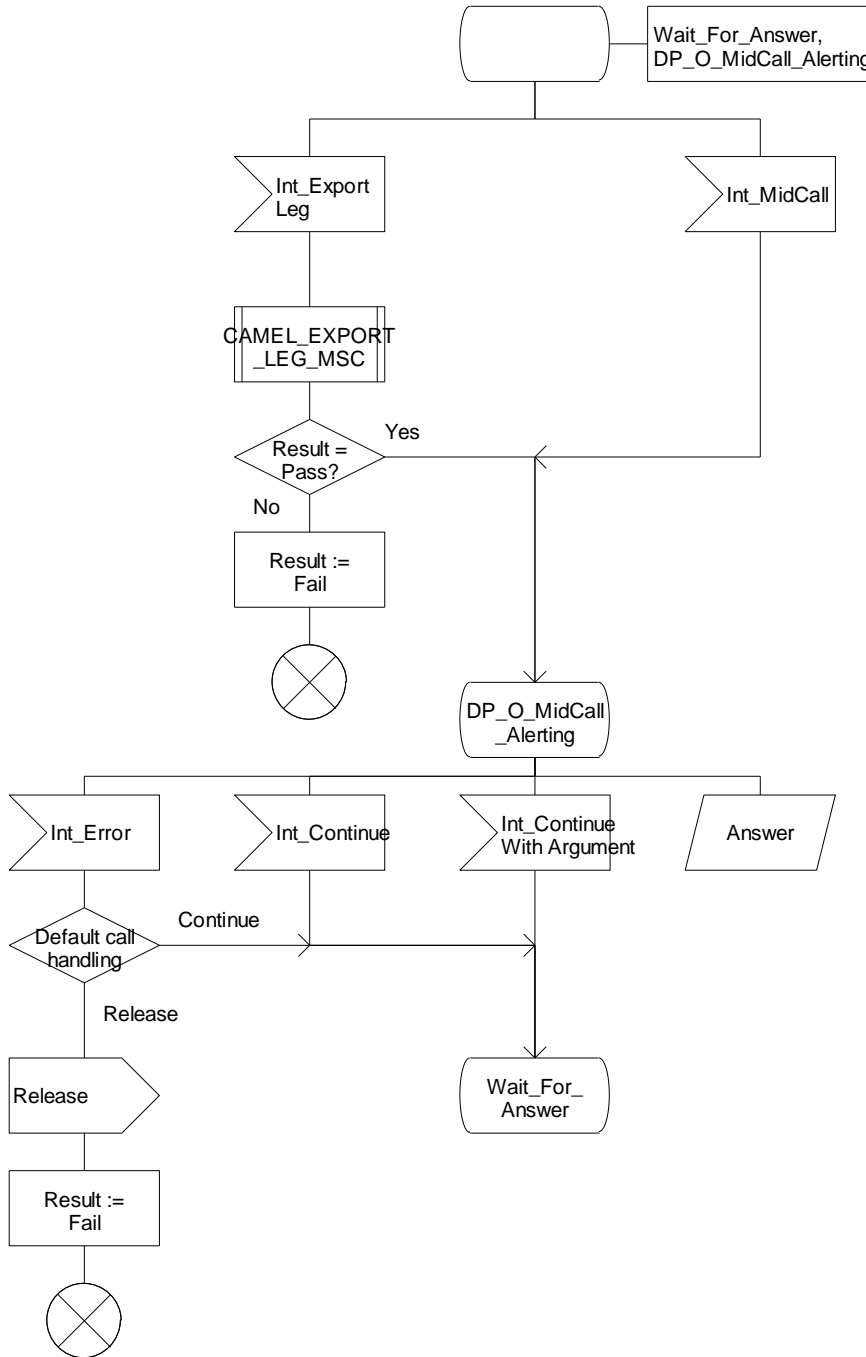 Wait_For_Answer,
DP_O_MidCall_Alerting
Int_Export
Leg
Int_MidCall
CAMEL_EXPORT
_LEG_MSC
Result =
Pass?
Yes
No
Result :=
Fail
DP_O_MidCall
_Alerting
Int_Error
Int_Continue
Int_Continue
With Argument
Answer
Default call
handling
Continue
Release
Release
Wait_For_
Answer
Result :=
Fail